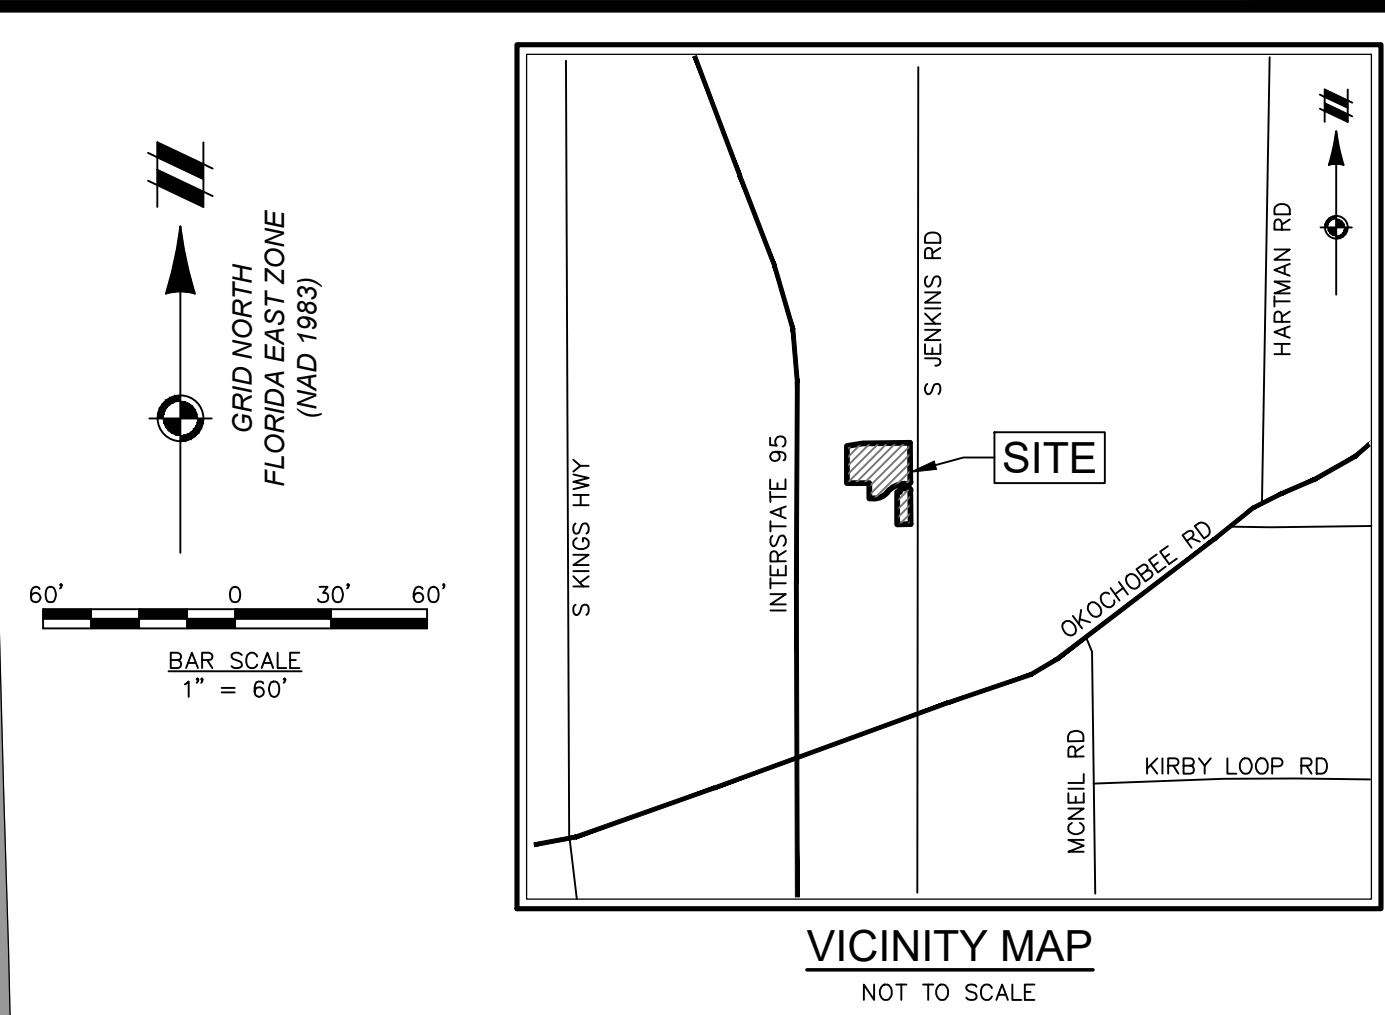 GRID NORTH
FLORIDA EAST ZONE
(NAD 1983)
60' 0 30' 60'
BAR SCALE
1" = 60'
S KINGS HWY
INTERSTATE 95
S JENKINS RD
HARTMAN RD
SITE
OKOCHOBEE RD
MCNEIL RD
KIRBY LOOP RD
VICINITY MAP
NOT TO SCALE